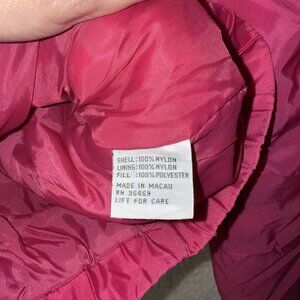 SHELL:100% NYLON
LINING:100% NYLON
FILL :100% POLYESTER
MADE IN MACAU
RN 36469
LIFT FOR CARE